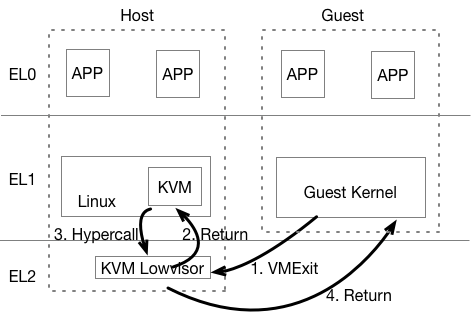 Host
Guest
EL0
APP
APP
APP
APP
EL1
Linux
KVM
Guest Kernel
3. Hypercall
2. Return
EL2
KVM Lowvisor
1. VMExit
4. Return